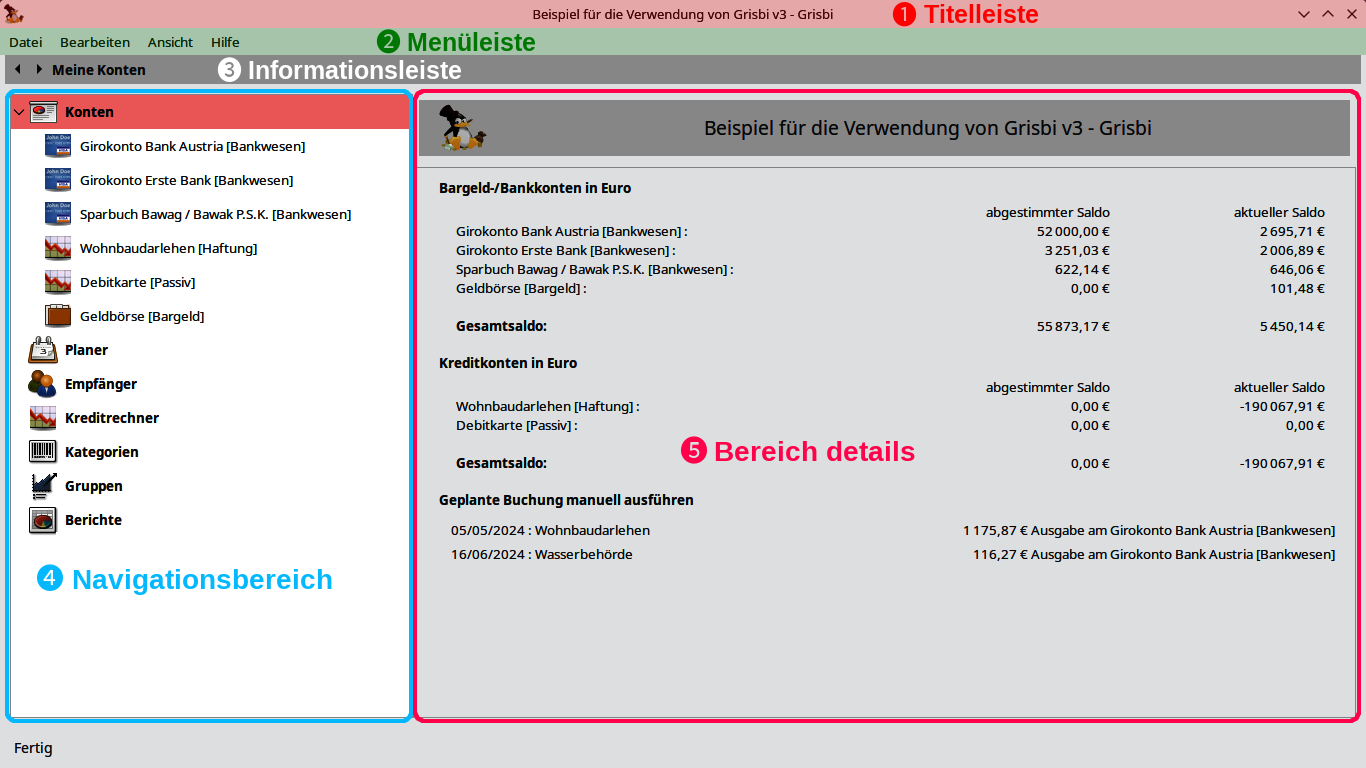 Beispiel für die Verwendung von Grisbi v3 - Grisbi ❶ Titelleiste
Datei Bearbeiten Ansicht Hilfe ❷ Menüleiste
Meine Konten ❸ Informationsleiste
Konten
Girokonto Bank Austria [Bankwesen]
Girokonto Erste Bank [Bankwesen]
Sparbuch Bawag / Bawak P.S.K. [Bankwesen]
Wohnbaudarlehen [Haftung]
Debitkarte [Passiv]
Geldbörse [Bargeld]
Planer
Empfänger
Kreditrechner
Kategorien
Gruppen
Berichte
❹ Navigationsbereich
Beispiel für die Verwendung von Grisbi v3 - Grisbi
Bargeld-/Bankkonten in Euro
abgestimmter Saldo aktueller Saldo
Girokonto Bank Austria [Bankwesen] : 52 000,00 € 2 695,71 €
Girokonto Erste Bank [Bankwesen] : 3 251,03 € 2 006,89 €
Sparbuch Bawag / Bawak P.S.K. [Bankwesen] : 622,14 € 646,06 €
Geldbörse [Bargeld] : 0,00 € 101,48 €
Gesamtsaldo: 55 873,17 € 5 450,14 €
Kreditkonten in Euro
abgestimmter Saldo aktueller Saldo
Wohnbaudarlehen [Haftung] : 0,00 € -190 067,91 €
Debitkarte [Passiv] : 0,00 € 0,00 €
❺ Bereich details
Gesamtsaldo: 0,00 € -190 067,91 €
Geplante Buchung manuell ausführen
05/05/2024 : Wohnbaudarlehen 1 175,87 € Ausgabe am Girokonto Bank Austria [Bankwesen]
16/06/2024 : Wasserbehörde 116,27 € Ausgabe am Girokonto Bank Austria [Bankwesen]
Fertig